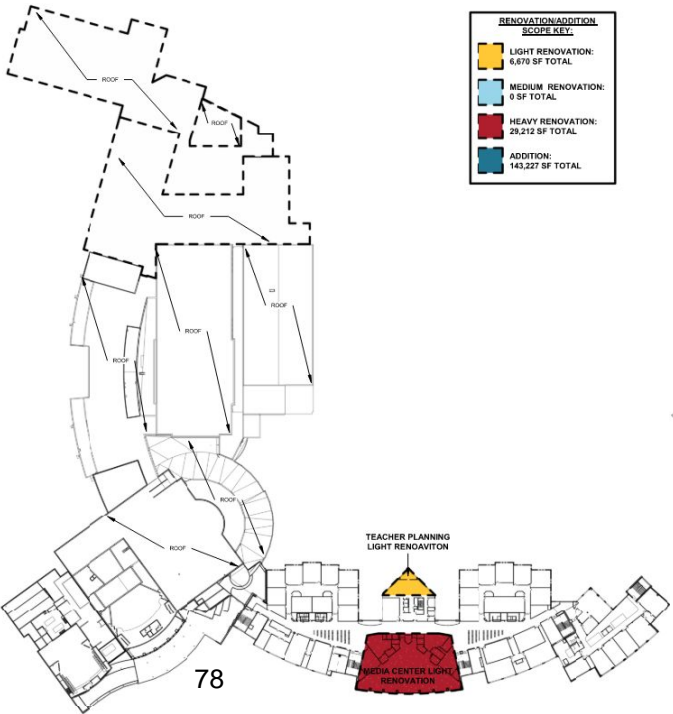 RENOVATION/ADDITION
SCOPE KEY:
LIGHT RENOVATION:
6,670 SF TOTAL
MEDIUM RENOVATION:
0 SF TOTAL
HEAVY RENOVATION:
29,212 SF TOTAL
ADDITION:
143,227 SF TOTAL
ROOF
ROOF
ROOF
ROOF
ROOF
ROOF
ROOF
ROOF
TEACHER PLANNING
LIGHT RENOAVITON
MEDIA CENTER LIGHT
RENOVATION
78